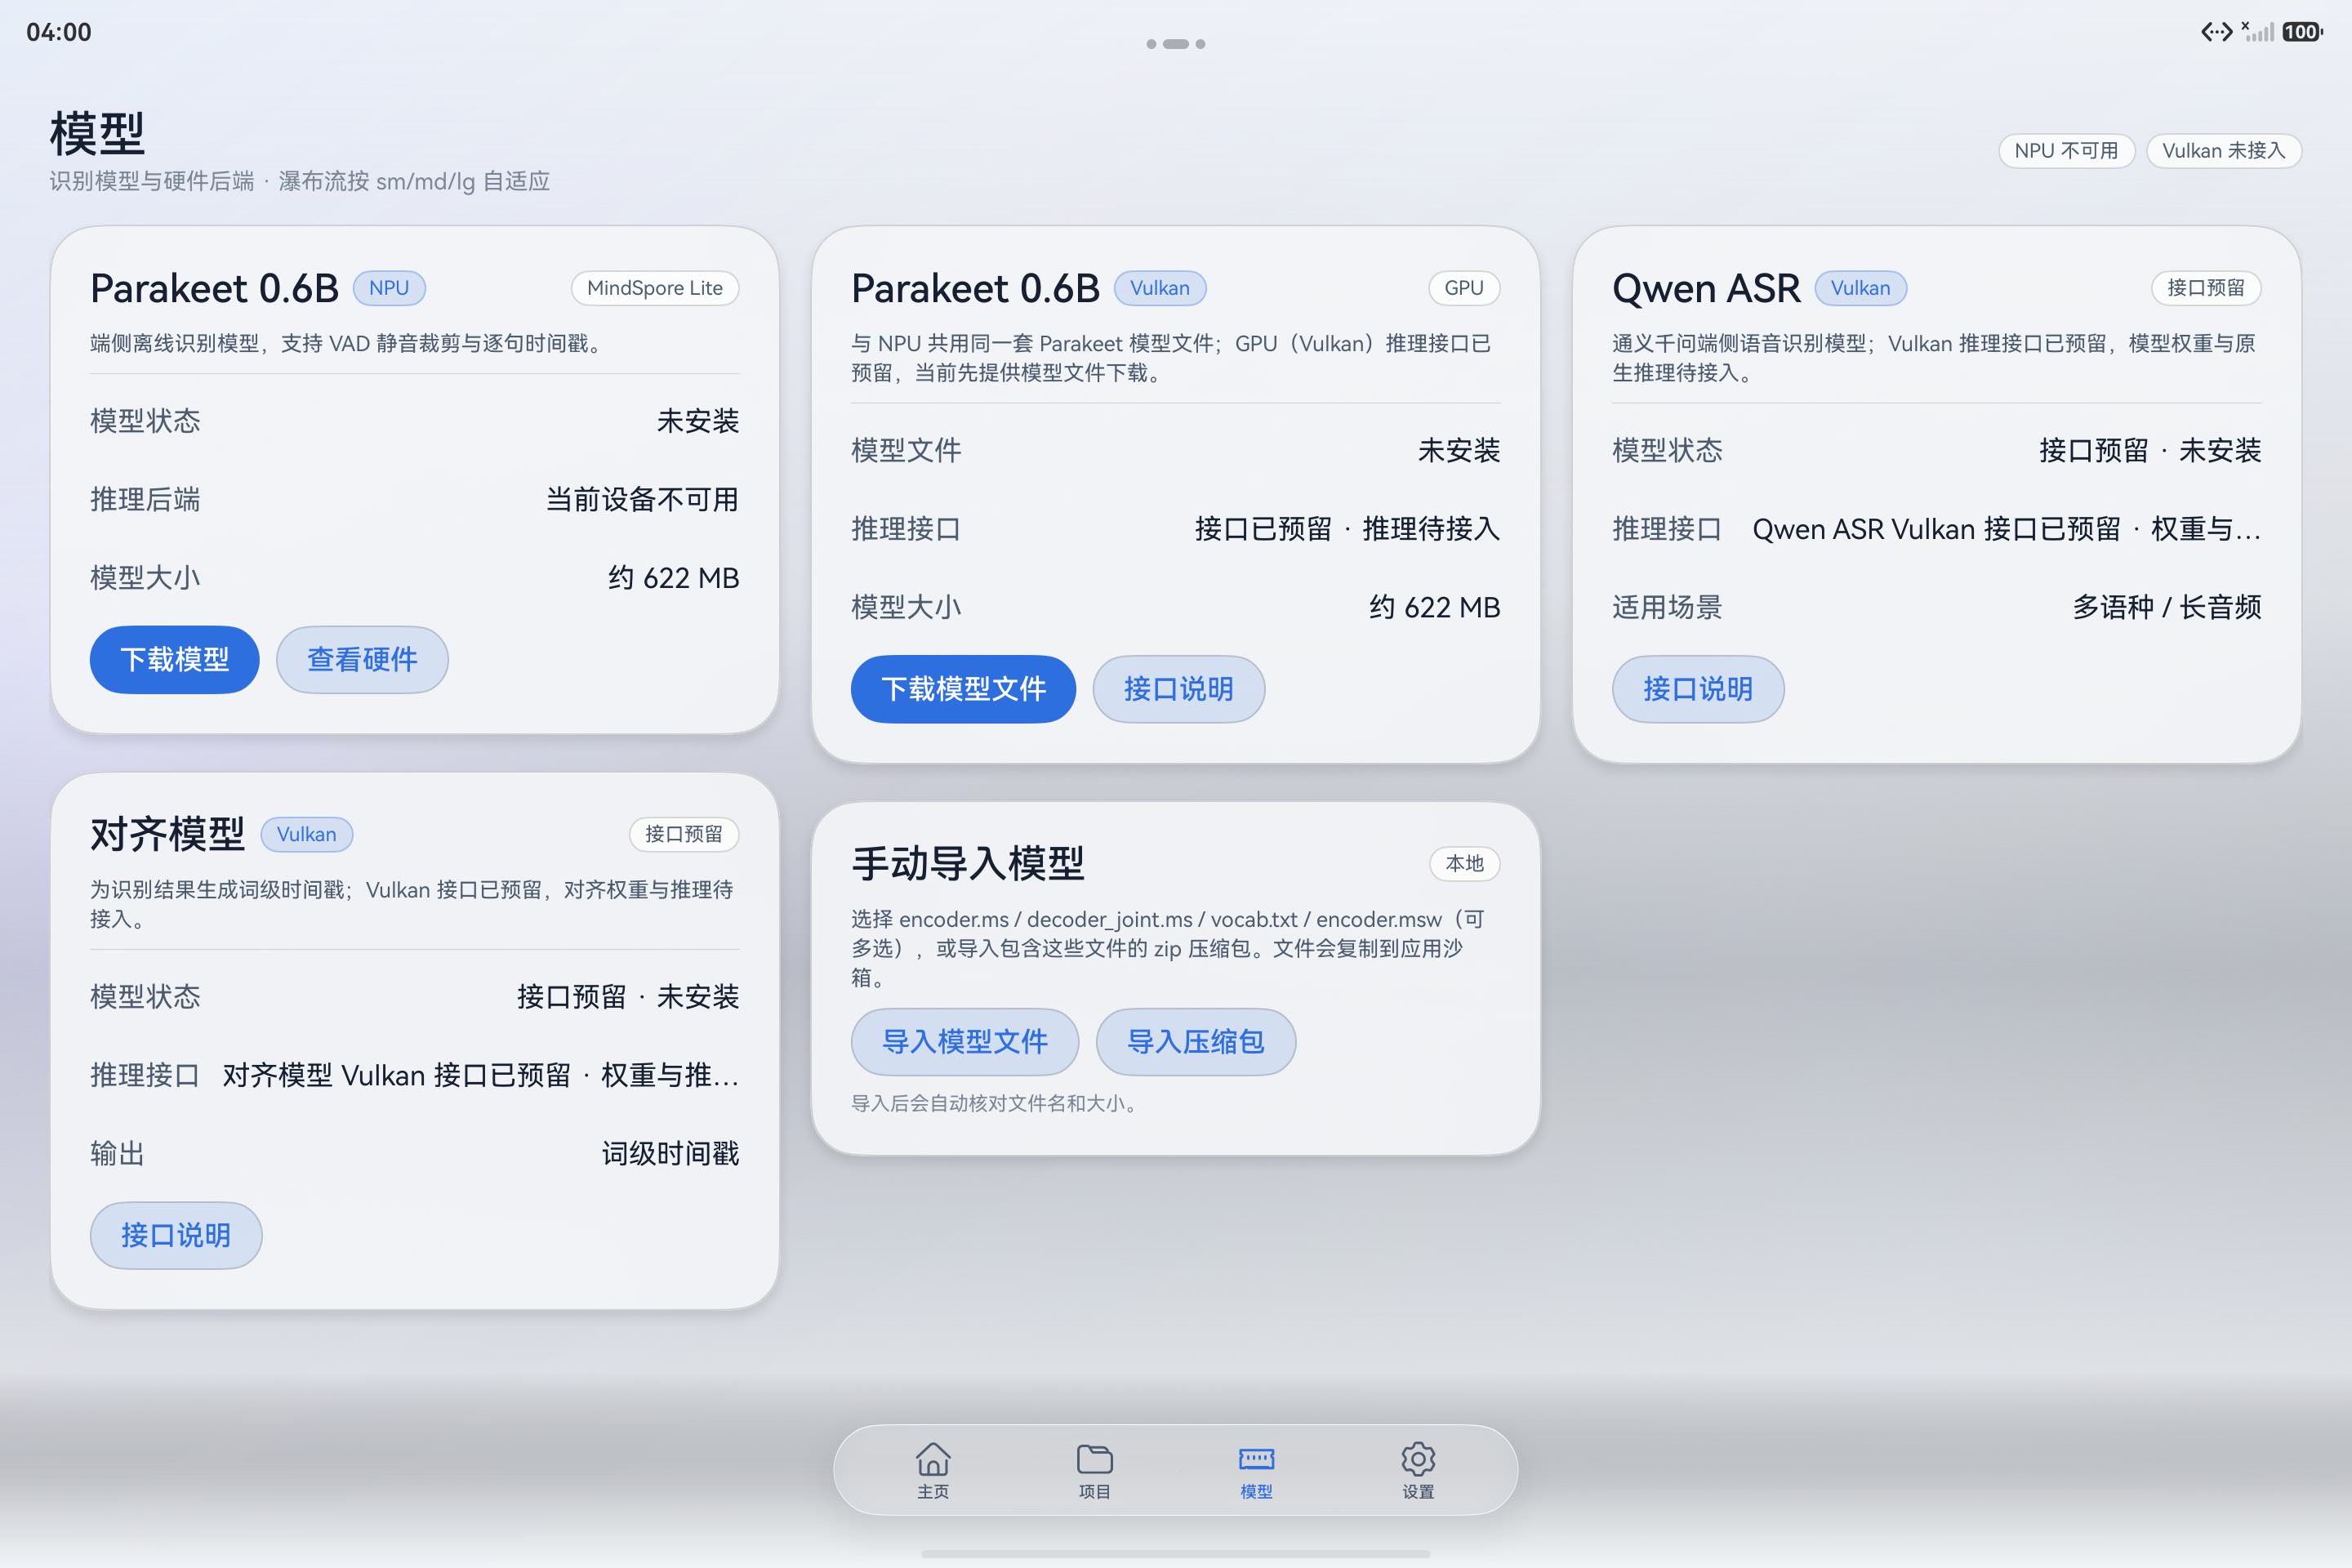 04:00
100
模型
识别模型与硬件后端 · 瀑布流按 sm/md/lg 自适应
NPU 不可用
Vulkan 未接入
Parakeet 0.6B
NPU
MindSpore Lite
端侧离线识别模型，支持 VAD 静音裁剪与逐句时间戳。
模型状态
未安装
推理后端
当前设备不可用
模型大小
约 622 MB
下载模型
查看硬件
Parakeet 0.6B
Vulkan
GPU
与 NPU 共用同一套 Parakeet 模型文件；GPU（Vulkan）推理接口已
预留，当前先提供模型文件下载。
模型文件
未安装
推理接口
接口已预留 · 推理待接入
模型大小
约 622 MB
下载模型文件
接口说明
Qwen ASR
Vulkan
接口预留
通义千问端侧语音识别模型；Vulkan 推理接口已预留，模型权重与原
生推理待接入。
模型状态
接口预留 · 未安装
推理接口
Qwen ASR Vulkan 接口已预留 · 权重与…
适用场景
多语种 / 长音频
接口说明
对齐模型
Vulkan
接口预留
为识别结果生成词级时间戳；Vulkan 接口已预留，对齐权重与推理待
接入。
模型状态
接口预留 · 未安装
推理接口
对齐模型 Vulkan 接口已预留 · 权重与推…
输出
词级时间戳
接口说明
手动导入模型
本地
选择 encoder.ms / decoder_joint.ms / vocab.txt / encoder.msw（可
多选），或导入包含这些文件的 zip 压缩包。文件会复制到应用沙
箱。
导入模型文件
导入压缩包
导入后会自动核对文件名和大小。
主页
项目
模型
设置